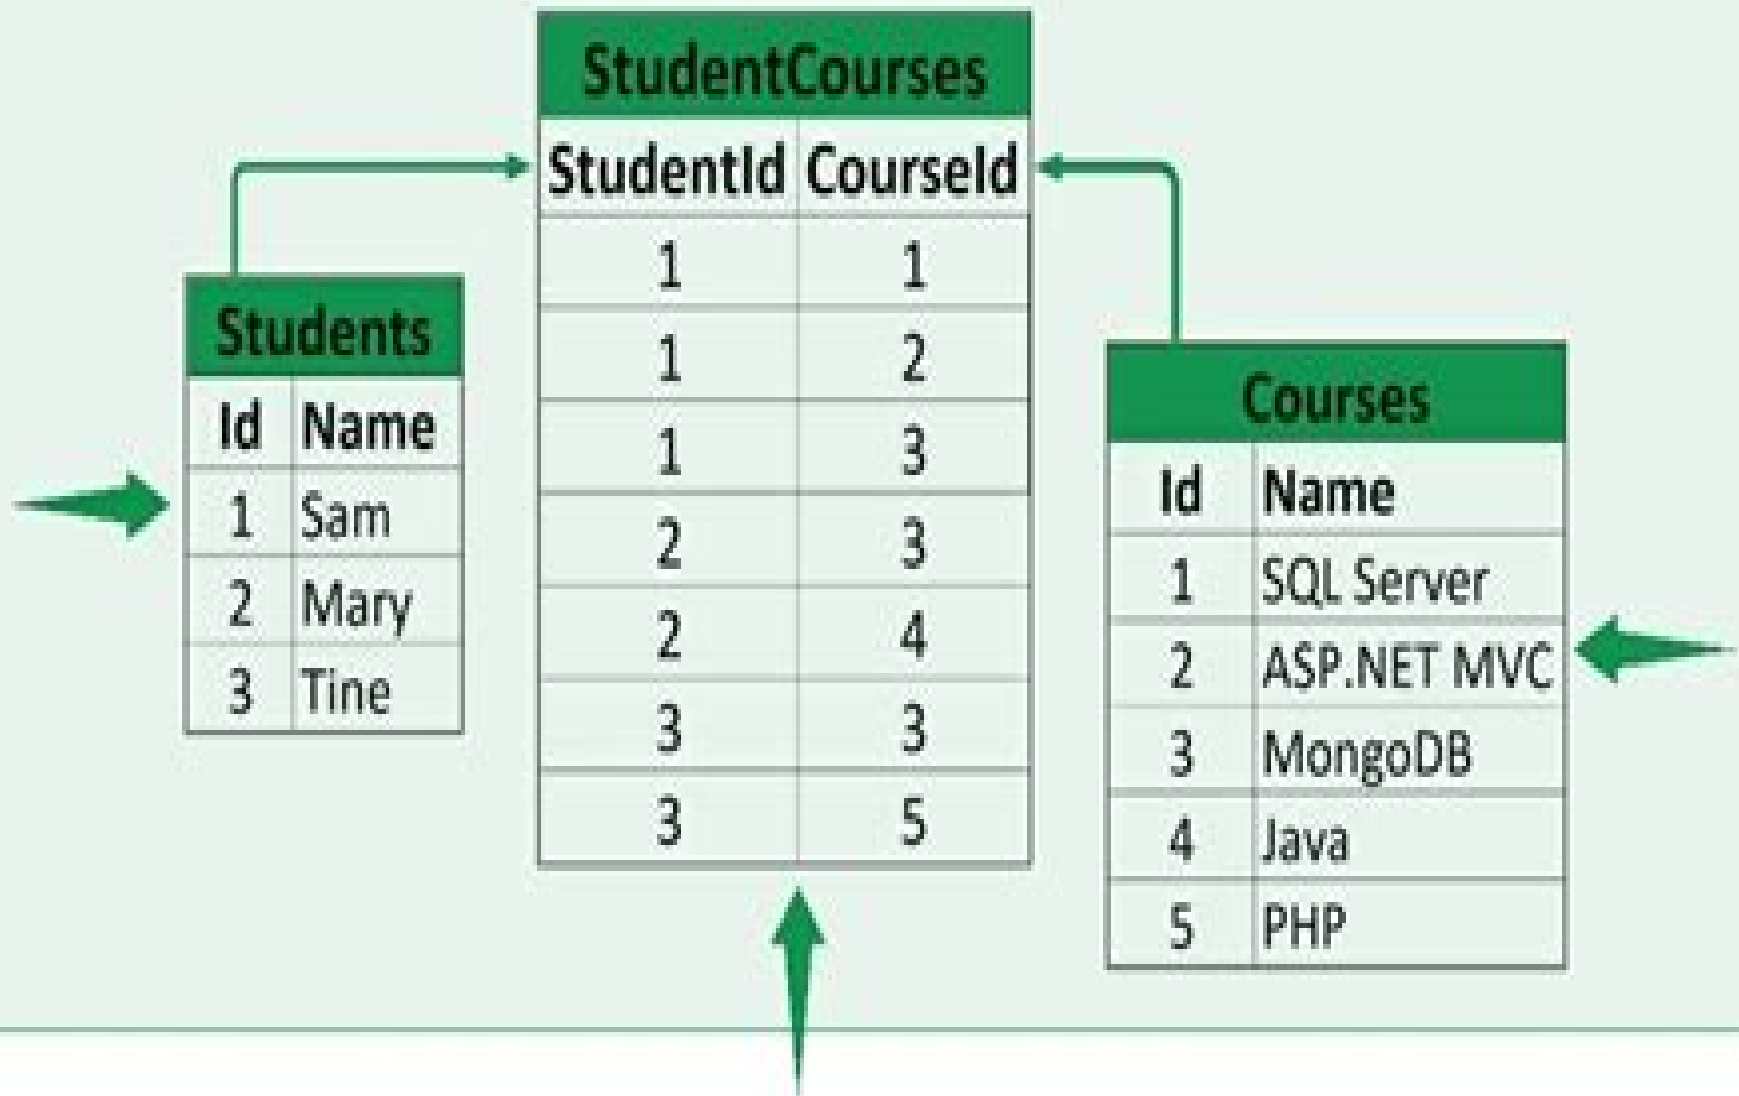 StudentCourses
StudentId CourseId
1 1
1 2
1 3
2 3
2 4
3 3
3 5
Students
Id Name
1 Sam
2 Mary
3 Tine
Courses
Id Name
1 SQL Server
2 ASP.NET MVC
3 MongoDB
4 Java
5 PHP